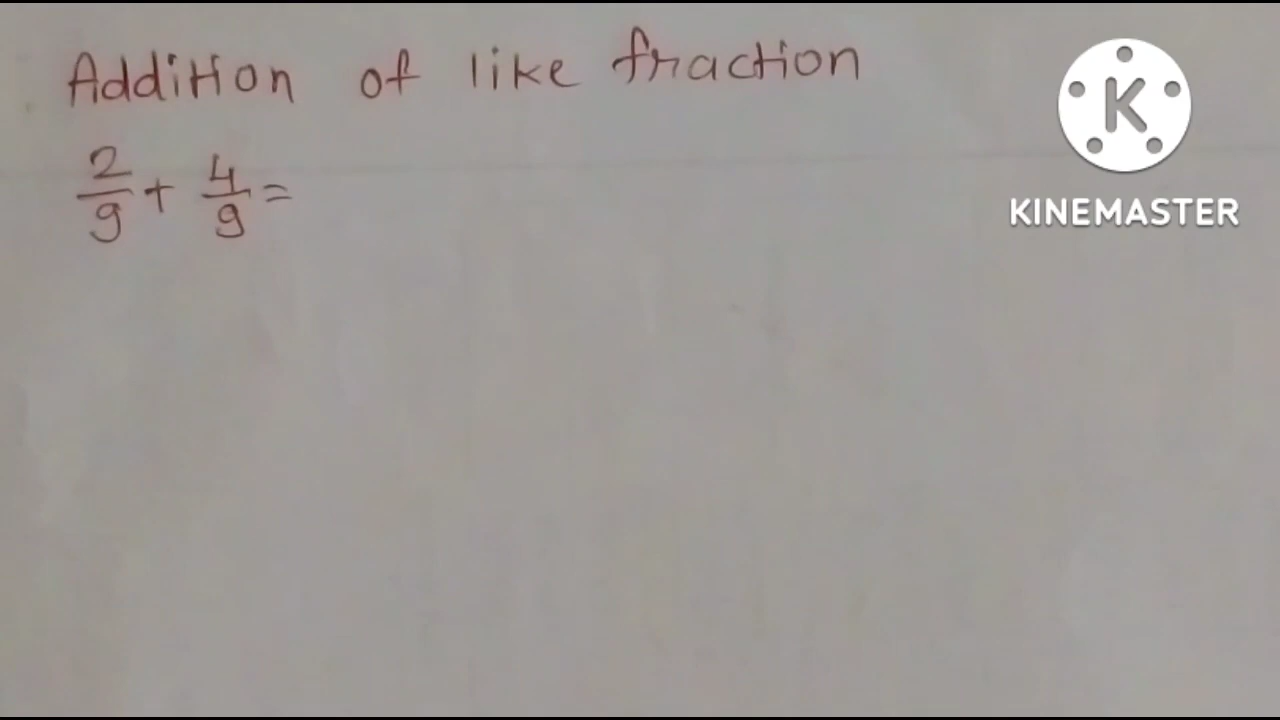 Addition of like fraction
2/9 + 4/9 =
KINEMASTER